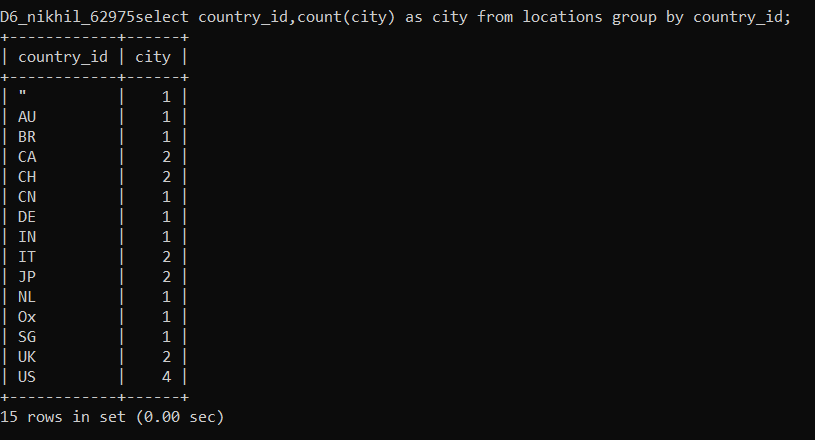 D6_nikhil_62975select country_id,count(city) as city from locations group by country_id;
+------------+------+
| country_id | city |
+------------+------+
| "          |    1 |
| AU         |    1 |
| BR         |    1 |
| CA         |    2 |
| CH         |    2 |
| CN         |    1 |
| DE         |    1 |
| IN         |    1 |
| IT         |    2 |
| JP         |    2 |
| NL         |    1 |
| Ox         |    1 |
| SG         |    1 |
| UK         |    2 |
| US         |    4 |
+------------+------+
15 rows in set (0.00 sec)